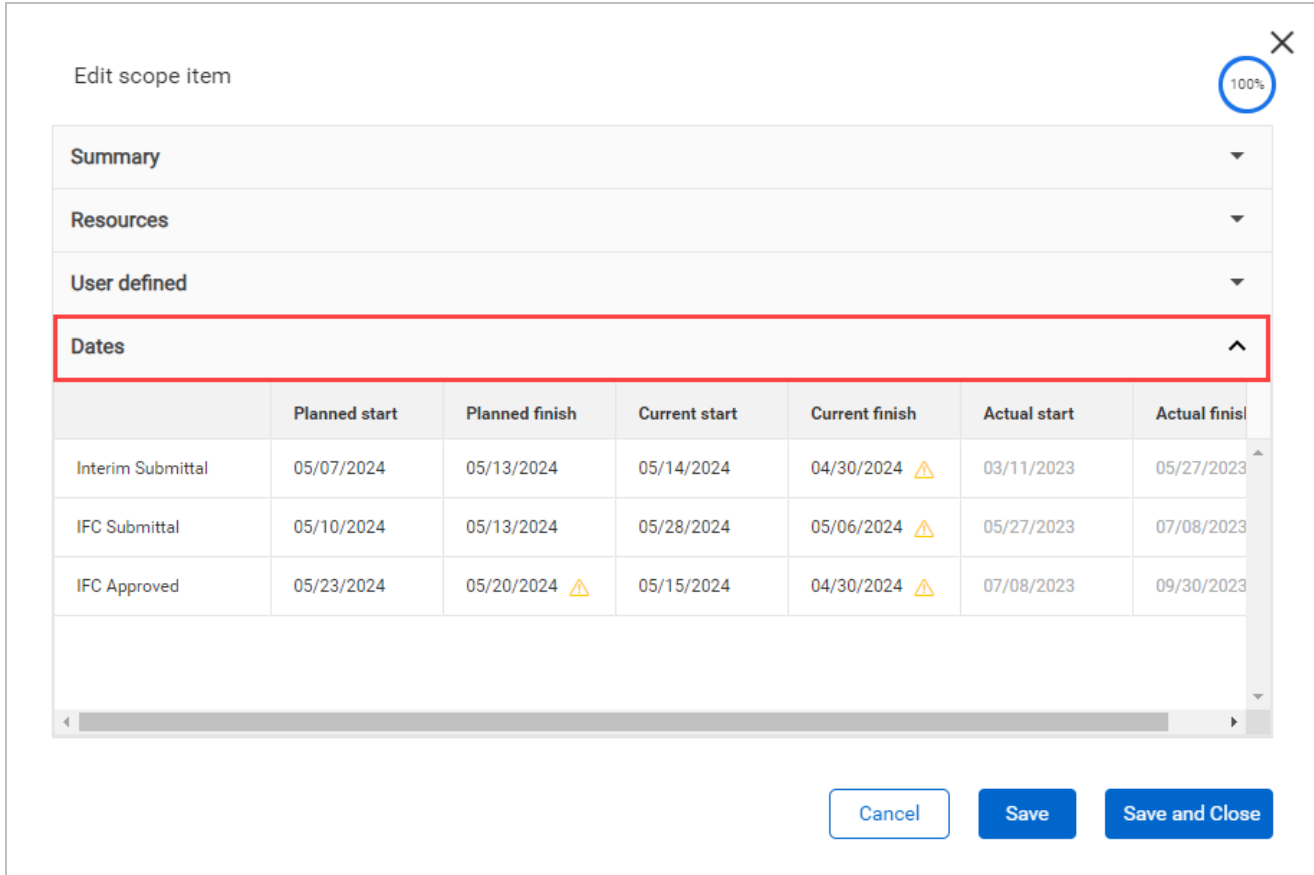 Edit scope item
100%
Summary
Resources
User defined
Dates
Planned start Planned finish Current start Current finish Actual start Actual finisl
Interim Submittal 05/07/2024 05/13/2024 05/14/2024 04/30/2024 03/11/2023 05/27/2023
IFC Submittal 05/10/2024 05/13/2024 05/28/2024 05/06/2024 05/27/2023 07/08/2023
IFC Approved 05/23/2024 05/20/2024 05/15/2024 04/30/2024 07/08/2023 09/30/2023
Cancel Save Save and Close